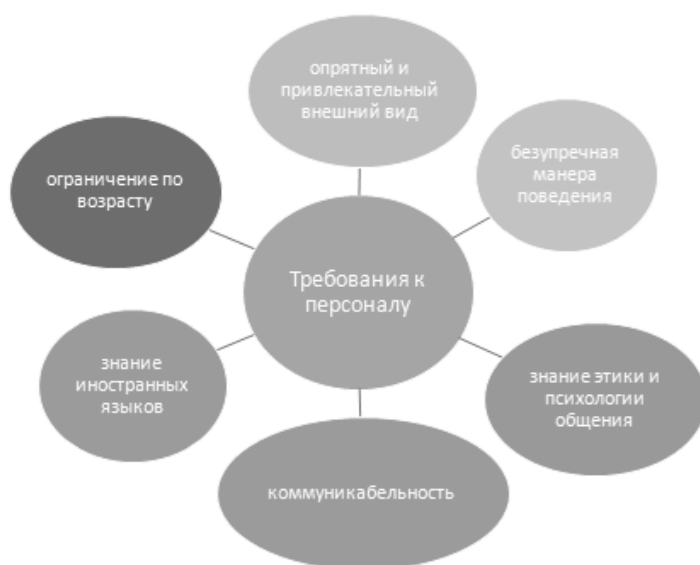 опрятный и
привлекательный
внешний вид
безупречная
манера
поведения
ограничение по
возрасту
Требования к
персоналу
знание
иностранных
языков
знание этики и
психологии
общения
коммуникабельность